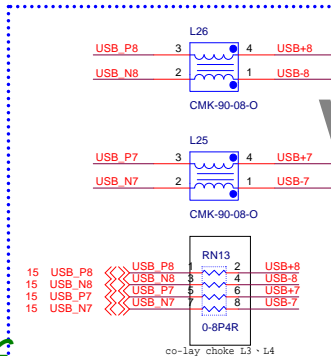 L26
USB_P8 3 4 USB+8
USB_N8 2 1 USB-8
CMK-90-08-O
L25
USB_P7 3 4 USB+7
USB_N7 2 1 USB-7
CMK-90-08-O
RN13
15 USB_P8 USB_P8 1 2 USB+8
15 USB_N8 USB_N8 3 4 USB-8
15 USB_P7 USB_P7 5 6 USB+7
15 USB_N7 USB_N7 7 8 USB-7
0-8P4R
co-lay choke L3、L4